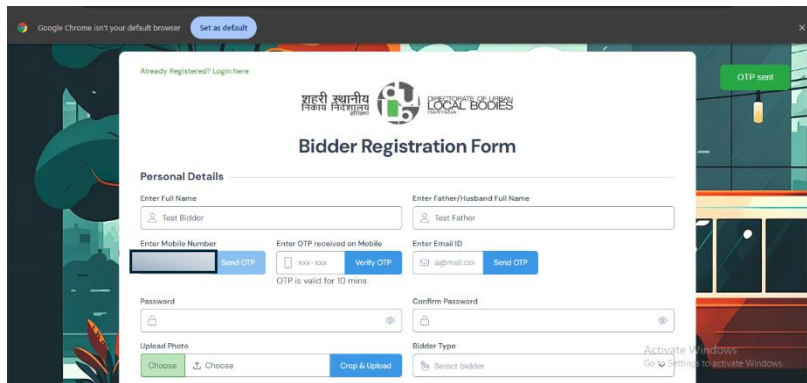 Google Chrome isn't your default browser Set as default
OTP sent
Already Registered? Login here
शहरी स्थानीय
निकाय निदेशालय
हरियाणा
DIRECTORATE OF URBAN
LOCAL BODIES
HARYANA
Bidder Registration Form
Personal Details
Enter Full Name Enter Father/Husband Full Name
Test Bidder Test Father
Enter Mobile Number Enter OTP received on Mobile Enter Email ID
Send OTP xxx-xxx Verify OTP a@mail.co Send OTP
OTP is valid for 10 mins
Password Confirm Password
Upload Photo Bidder Type
Choose Choose Crop & Upload Select bidder
Activate Windows
Go to Settings to activate Windows.